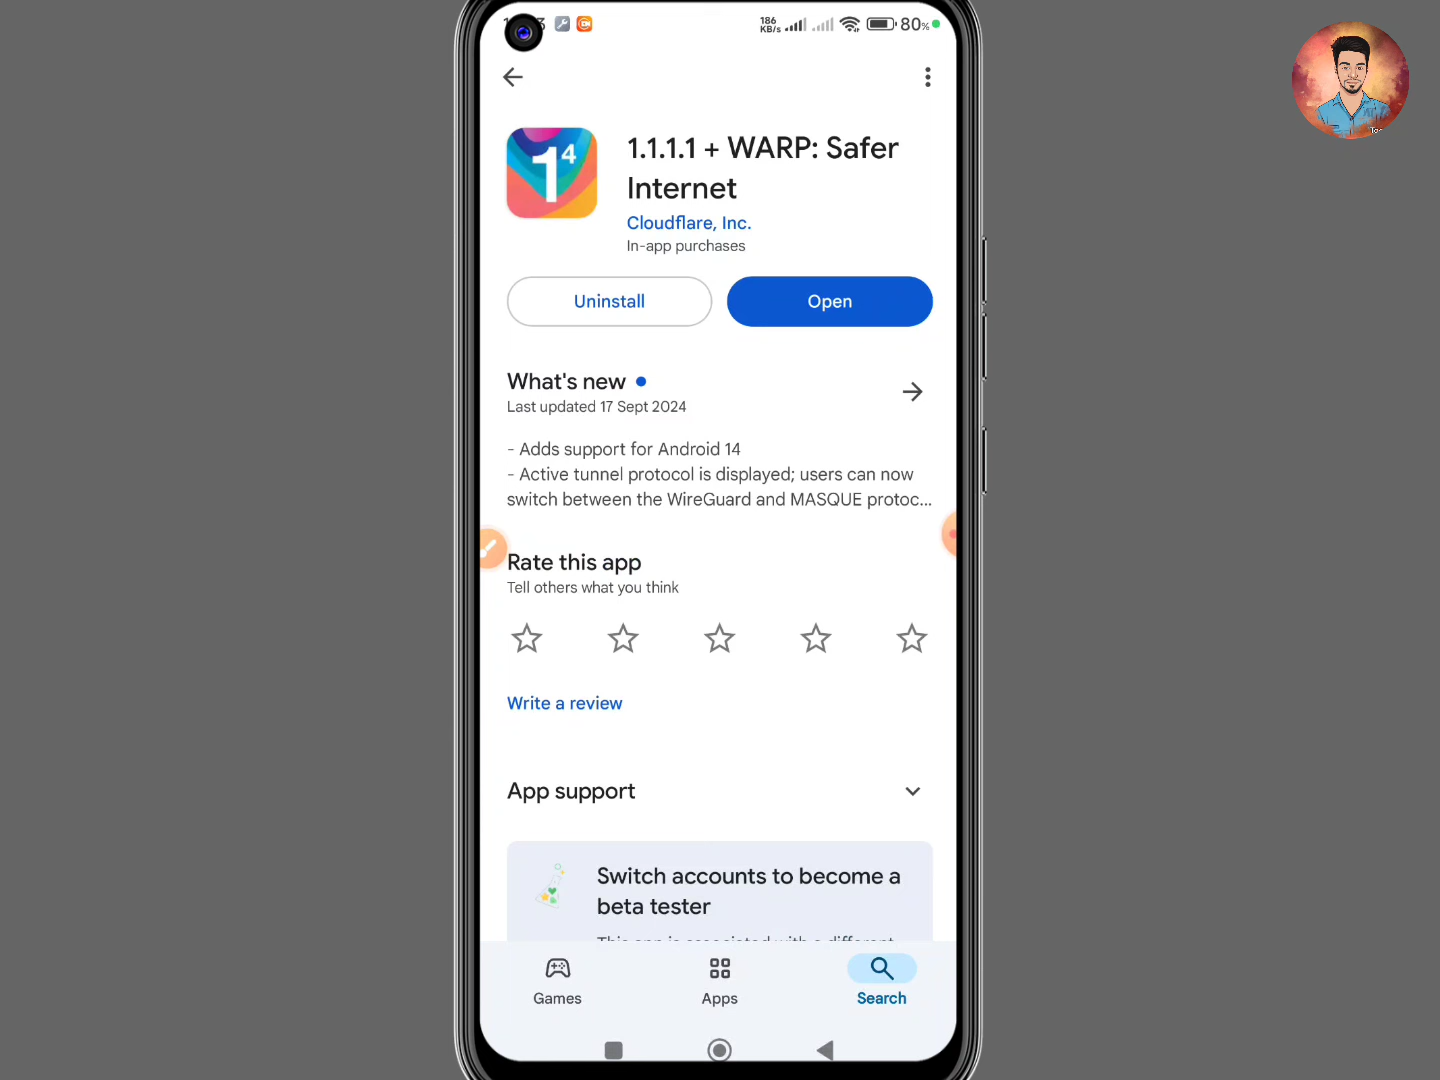 186
KB/s
80%
1.1.1.1 + WARP: Safer
Internet
1⁴
Cloudflare, Inc.
In-app purchases
Uninstall
Open
What's new
Last updated 17 Sept 2024
- Adds support for Android 14
- Active tunnel protocol is displayed; users can now
switch between the WireGuard and MASQUE protoc...
Rate this app
Tell others what you think
Write a review
App support
Switch accounts to become a
beta tester
This app is associated with a different
Games
Apps
Search